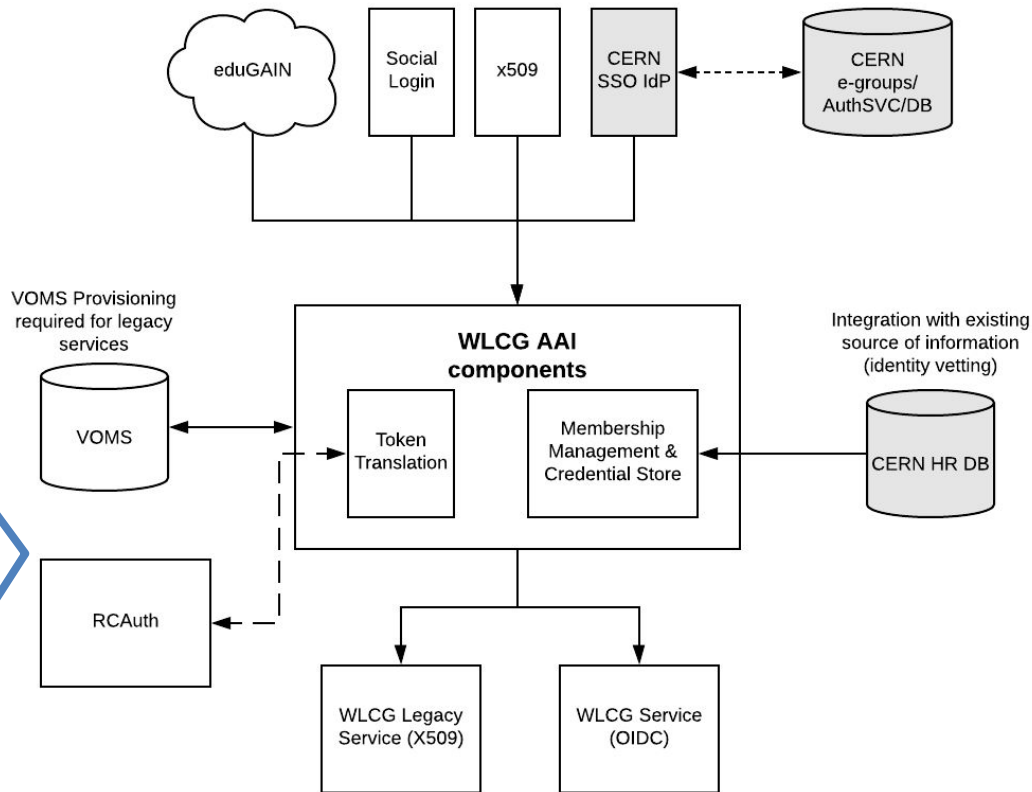 eduGAIN
Social
Login
x509
CERN
SSO IdP
CERN
e-groups/
AuthSVC/DB
VOMS Provisioning
required for legacy
services
VOMS
WLCG AAI
components
Token
Translation
Membership
Management &
Credential Store
Integration with existing
source of information
(identity vetting)
CERN HR DB
RCAuth
WLCG Legacy
Service (X509)
WLCG Service
(OIDC)